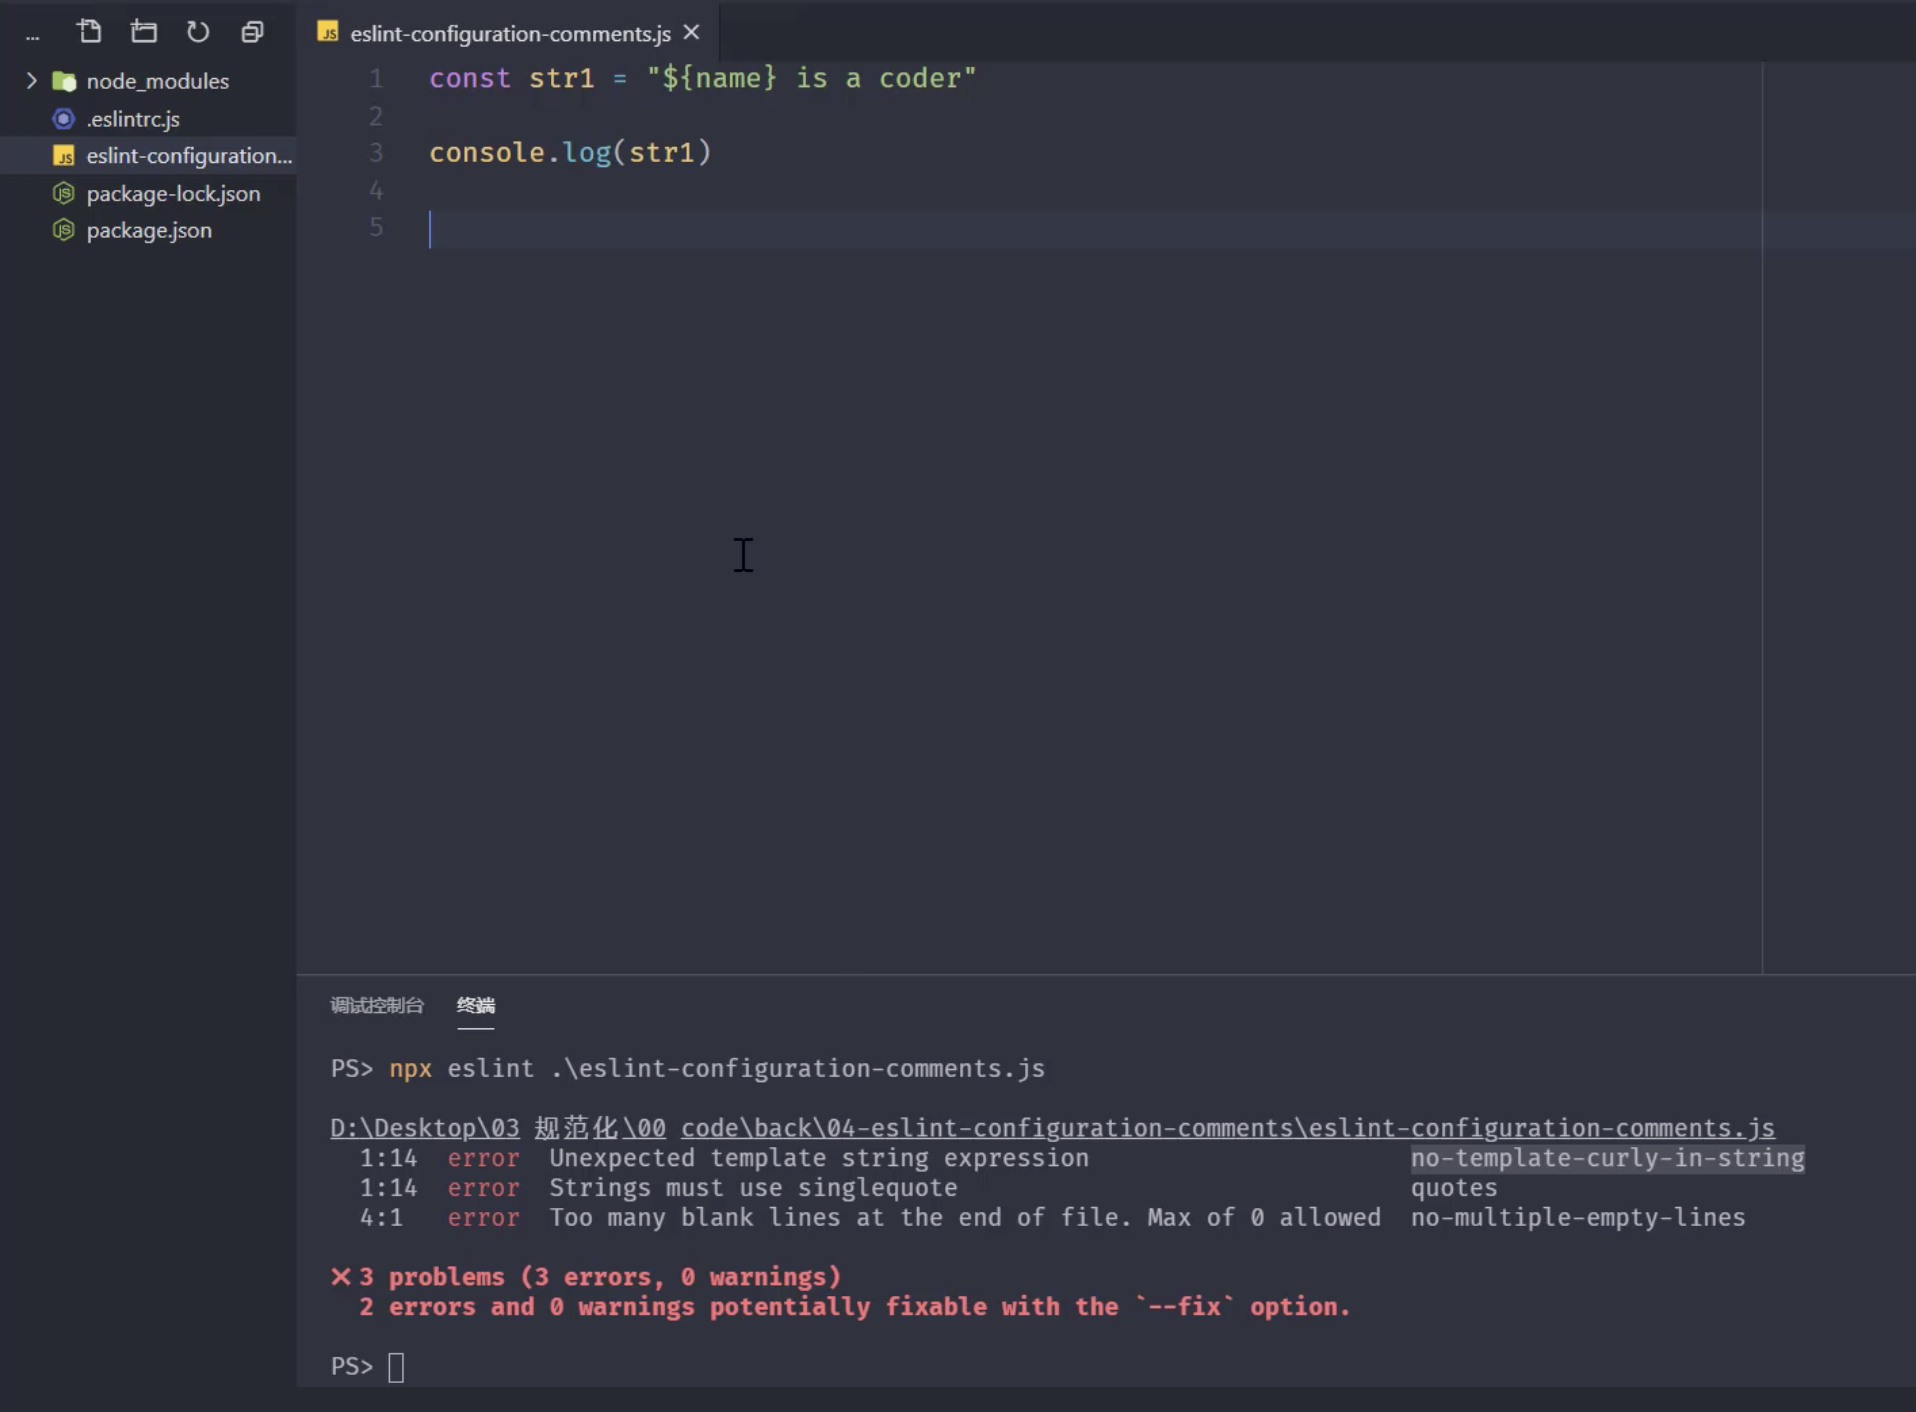 ...
node_modules
.eslintrc.js
JS eslint-configuration...
package-lock.json
package.json
JS eslint-configuration-comments.js
1 const str1 = "${name} is a coder"
2
3 console.log(str1)
4
5
调试控制台 终端
PS> npx eslint .\eslint-configuration-comments.js
D:\Desktop\03 规范化\00 code\back\04-eslint-configuration-comments\eslint-configuration-comments.js
1:14 error Unexpected template string expression no-template-curly-in-string
1:14 error Strings must use singlequote quotes
4:1 error Too many blank lines at the end of file. Max of 0 allowed no-multiple-empty-lines
✕ 3 problems (3 errors, 0 warnings)
2 errors and 0 warnings potentially fixable with the `--fix` option.
PS>